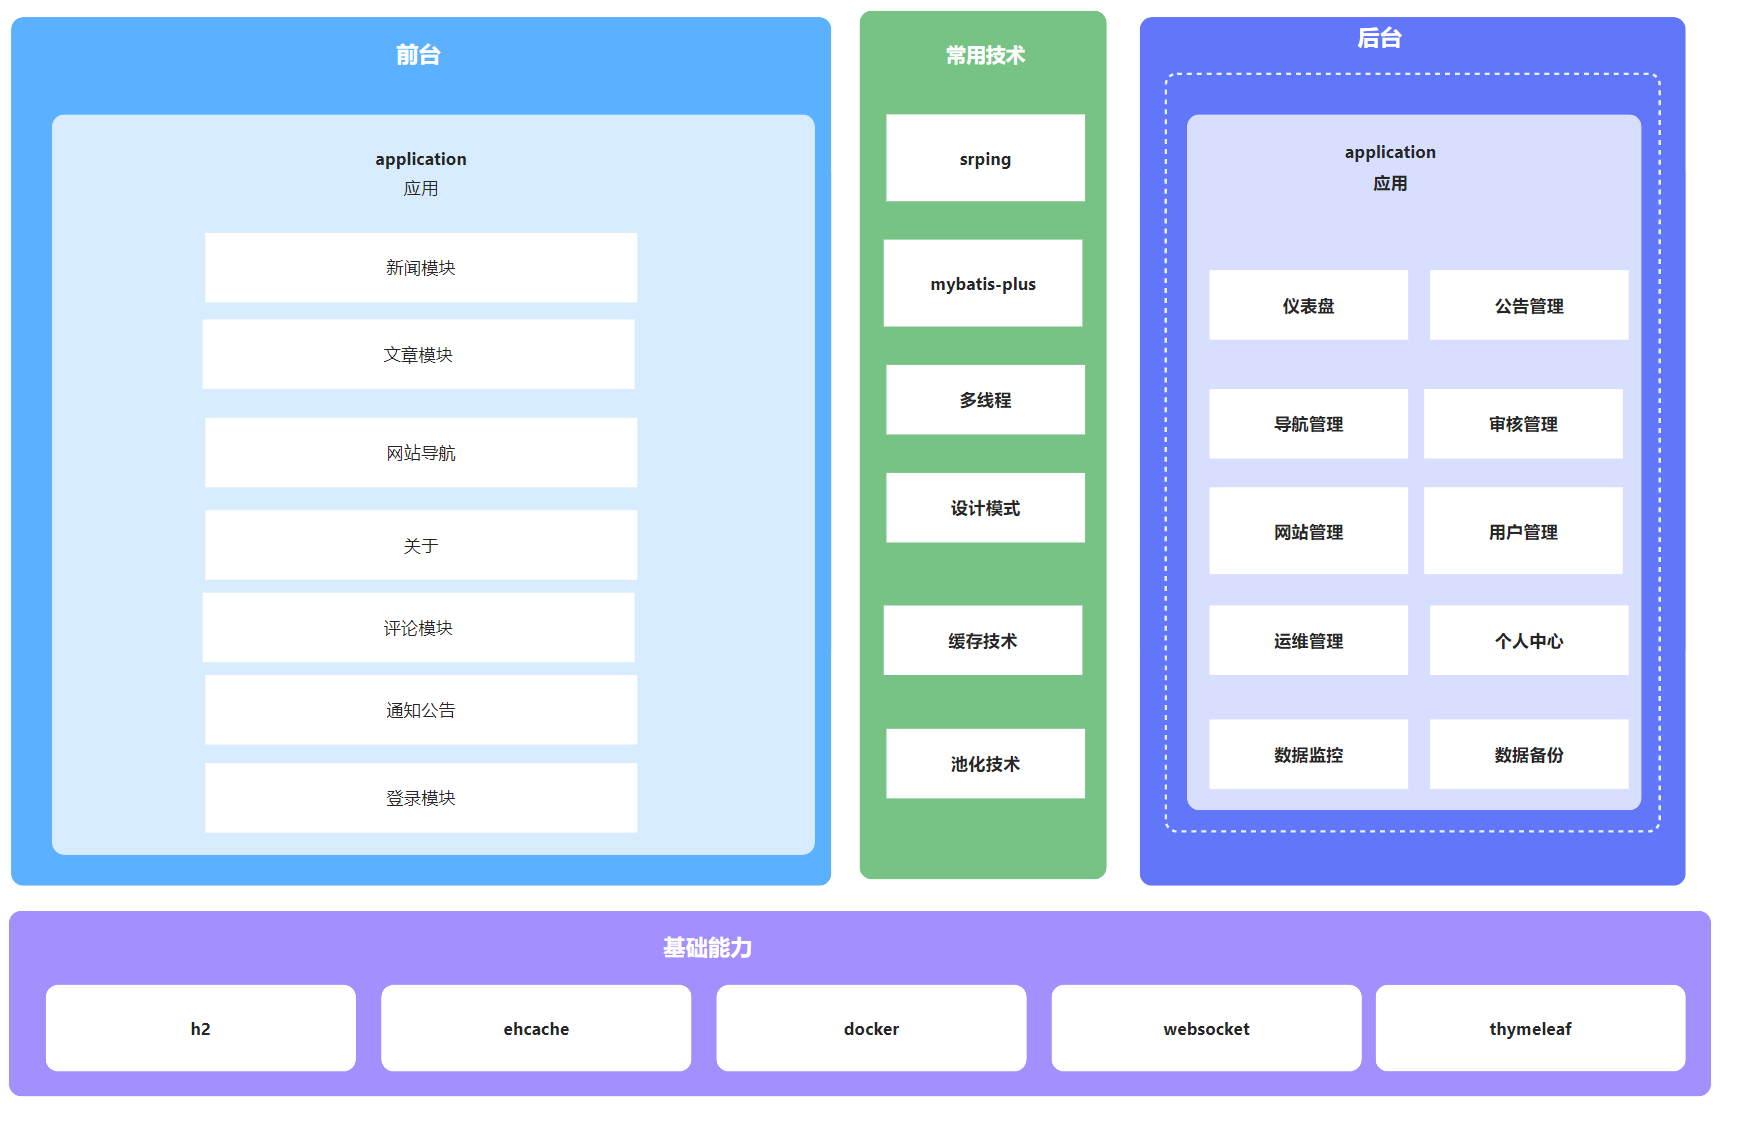 前台
application
应用
新闻模块
文章模块
网站导航
关于
评论模块
通知公告
登录模块
常用技术
srping
mybatis-plus
多线程
设计模式
缓存技术
池化技术
后台
application
应用
仪表盘
公告管理
导航管理
审核管理
网站管理
用户管理
运维管理
个人中心
数据监控
数据备份
基础能力
h2
ehcache
docker
websocket
thymeleaf